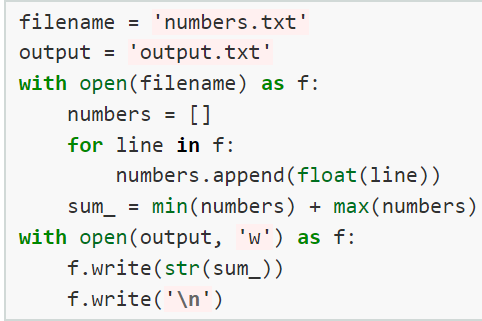 filename = 'numbers.txt'
output = 'output.txt'
with open(filename) as f:
    numbers = []
    for line in f:
        numbers.append(float(line))
    sum_ = min(numbers) + max(numbers)
with open(output, 'w') as f:
    f.write(str(sum_))
    f.write('\n')